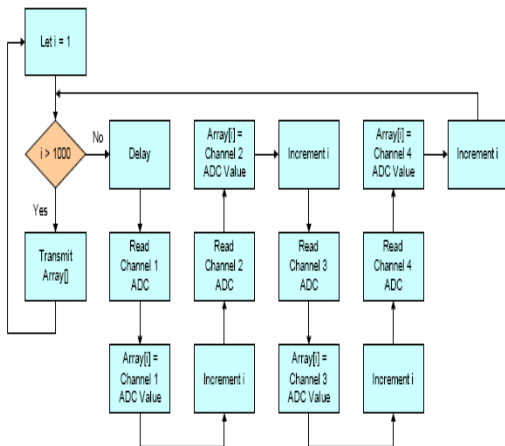 Let i = 1
i > 1000
No
Yes
Transmit
Array[]
Delay
Read
Channel 1
ADC
Array[i] =
Channel 1
ADC Value
Increment i
Read
Channel 2
ADC
Array[i] =
Channel 2
ADC Value
Increment i
Read
Channel 3
ADC
Array[i] =
Channel 3
ADC Value
Increment i
Read
Channel 4
ADC
Array[i] =
Channel 4
ADC Value
Increment i